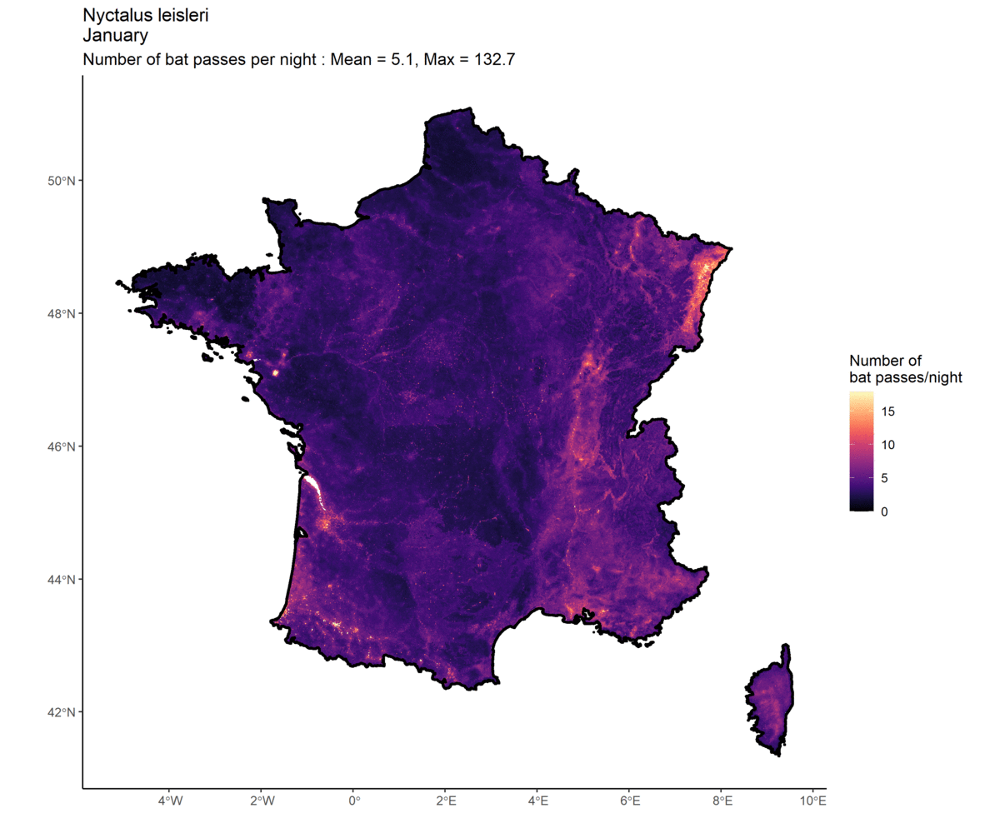 Nyctalus leisleri
January
Number of bat passes per night : Mean = 5.1, Max = 132.7
50°N
48°N
46°N
44°N
42°N
4°W
2°W
0°
2°E
4°E
6°E
8°E
10°E
Number of
bat passes/night
15
10
5
0